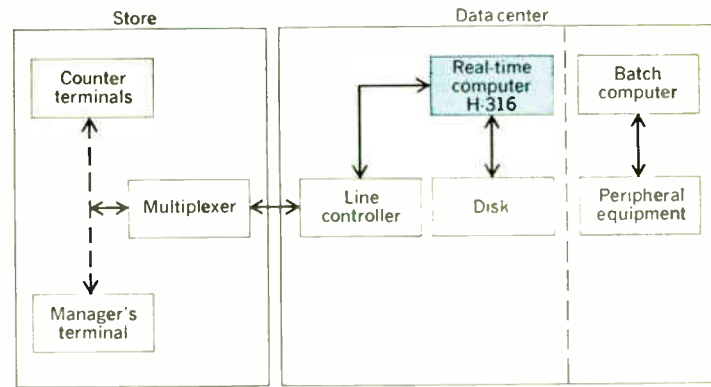 Store
Data center
Counter
terminals
Real-time
computer
H-316
Batch
computer
Multiplexer
Line
controller
Disk
Peripheral
equipment
Manager's
terminal